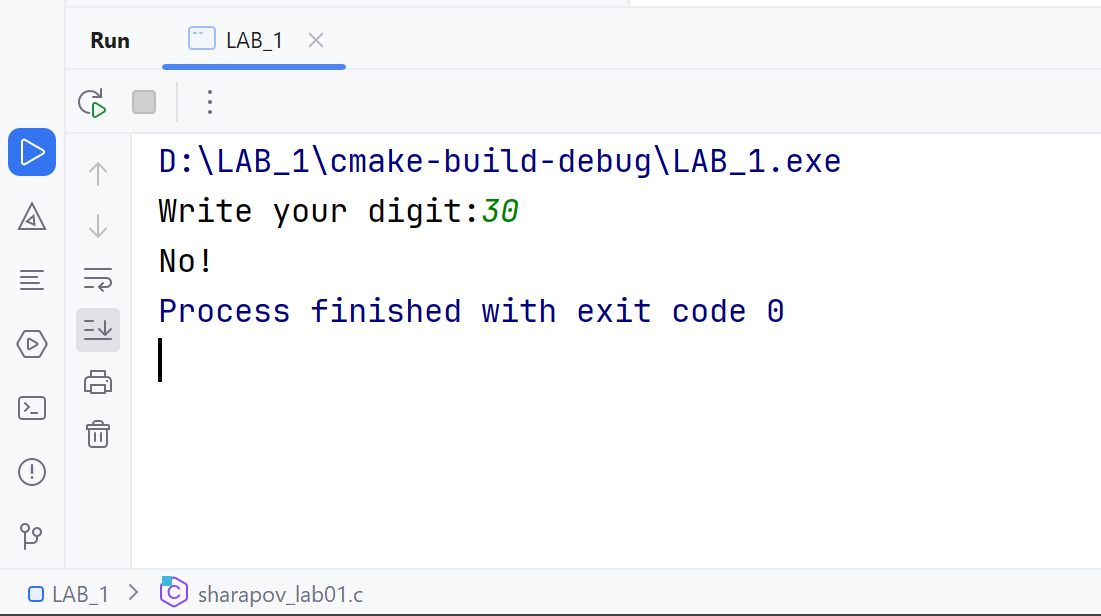 Run LAB_1
D:\LAB_1\cmake-build-debug\LAB_1.exe
Write your digit:30
No!
Process finished with exit code 0
LAB_1 > sharapov_lab01.c